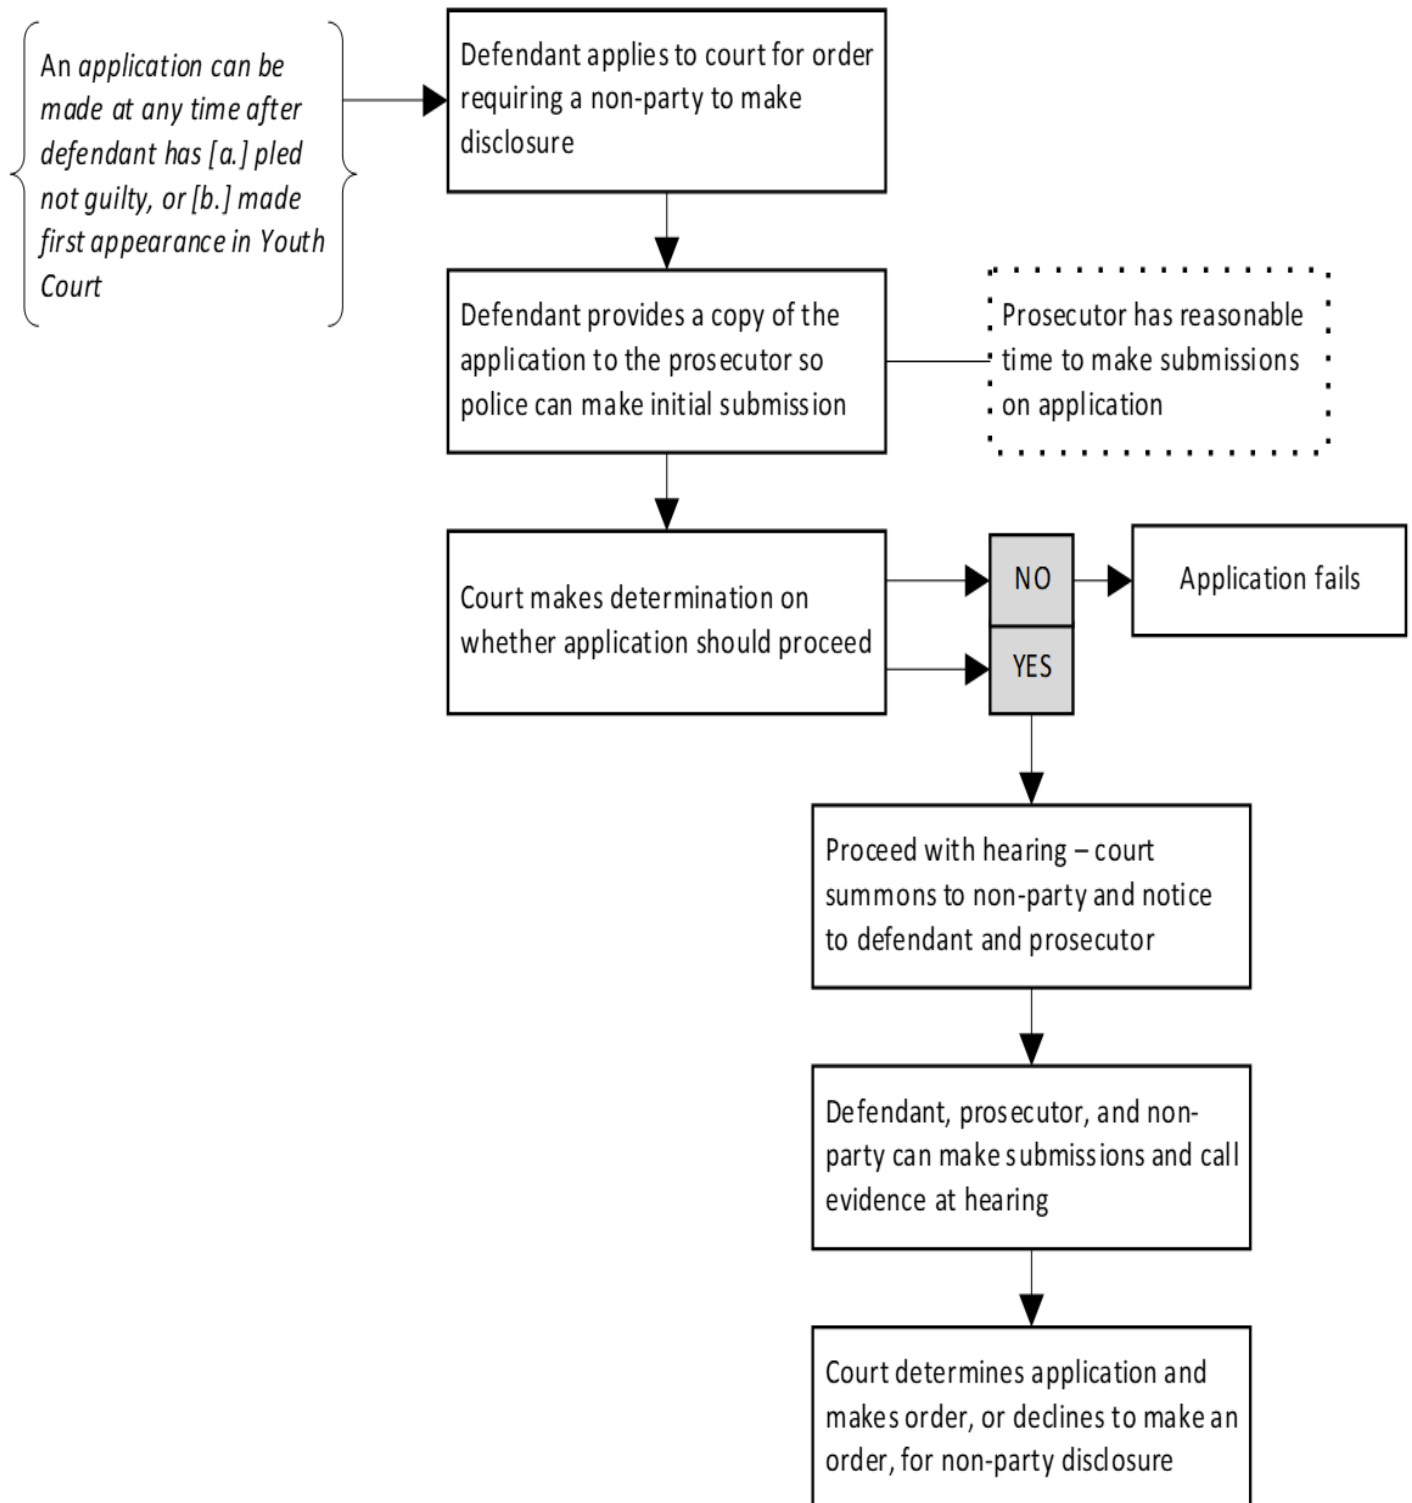 An application can be
made at any time after
defendant has [a.] pled
not guilty, or [b.] made
first appearance in Youth
Court
Defendant applies to court for order
requiring a non-party to make
disclosure
Defendant provides a copy of the
application to the prosecutor so
police can make initial submission
Prosecutor has reasonable
time to make submissions
on application
Court makes determination on
whether application should proceed
NO
Application fails
YES
Proceed with hearing – court
summons to non-party and notice
to defendant and prosecutor
Defendant, prosecutor, and non-
party can make submissions and call
evidence at hearing
Court determines application and
makes order, or declines to make an
order, for non-party disclosure